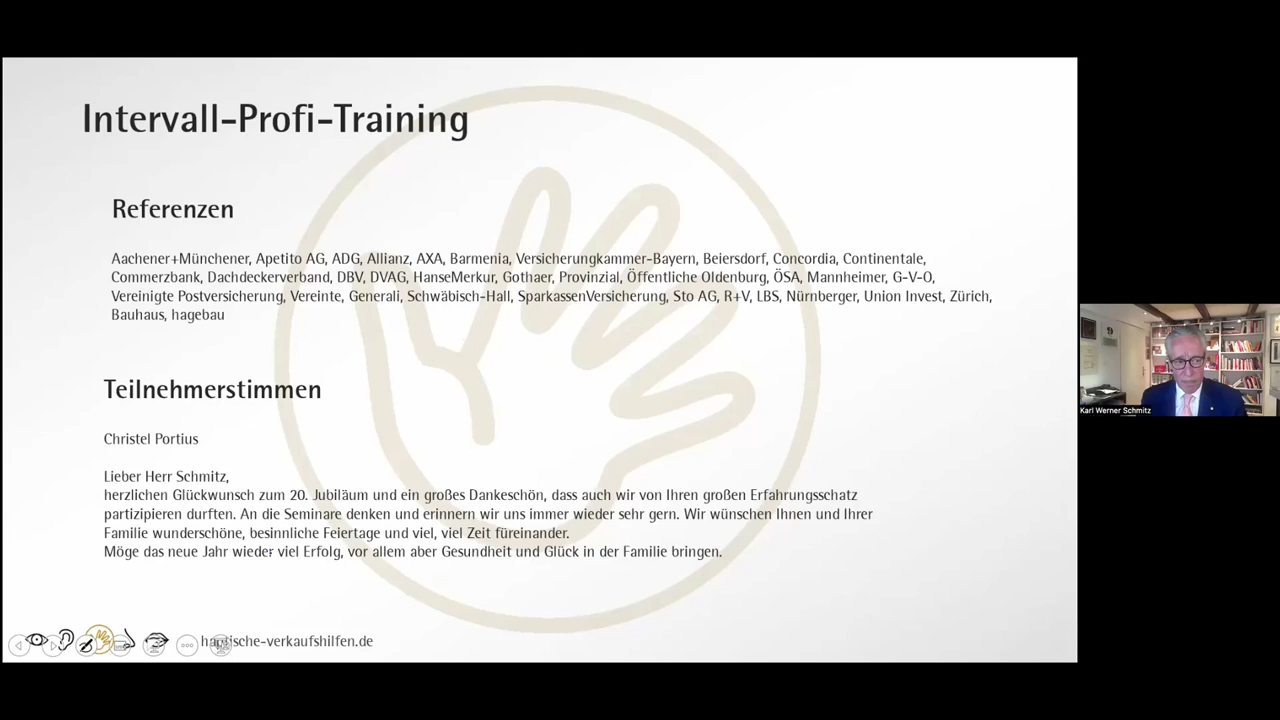 Intervall-Profi-Training
Referenzen
Aachener+Münchener, Apetito AG, ADG, Allianz, AXA, Barmenia, Versicherungkammer-Bayern, Beiersdorf, Concordia, Continentale,
Commerzbank, Dachdeckerverband, DBV, DVAG, HanseMerkur, Gothaer, Provinzial, Öffentliche Oldenburg, ÖSA, Mannheimer, G-V-O,
Vereinigte Postversicherung, Vereinte, Generali, Schwäbisch-Hall, SparkassenVersicherung, Sto AG, R+V, LBS, Nürnberger, Union Invest, Zürich,
Bauhaus, hagebau
Teilnehmerstimmen
Christel Portius
Lieber Herr Schmitz,
herzlichen Glückwunsch zum 20. Jubiläum und ein großes Dankeschön, dass auch wir von Ihren großen Erfahrungsschatz
partizipieren durften. An die Seminare denken und erinnern wir uns immer wieder sehr gern. Wir wünschen Ihnen und Ihrer
Familie wunderschöne, besinnliche Feiertage und viel, viel Zeit füreinander.
Möge das neue Jahr wieder viel Erfolg, vor allem aber Gesundheit und Glück in der Familie bringen.
haptische-verkaufshilfen.de
Karl Werner Schmitz